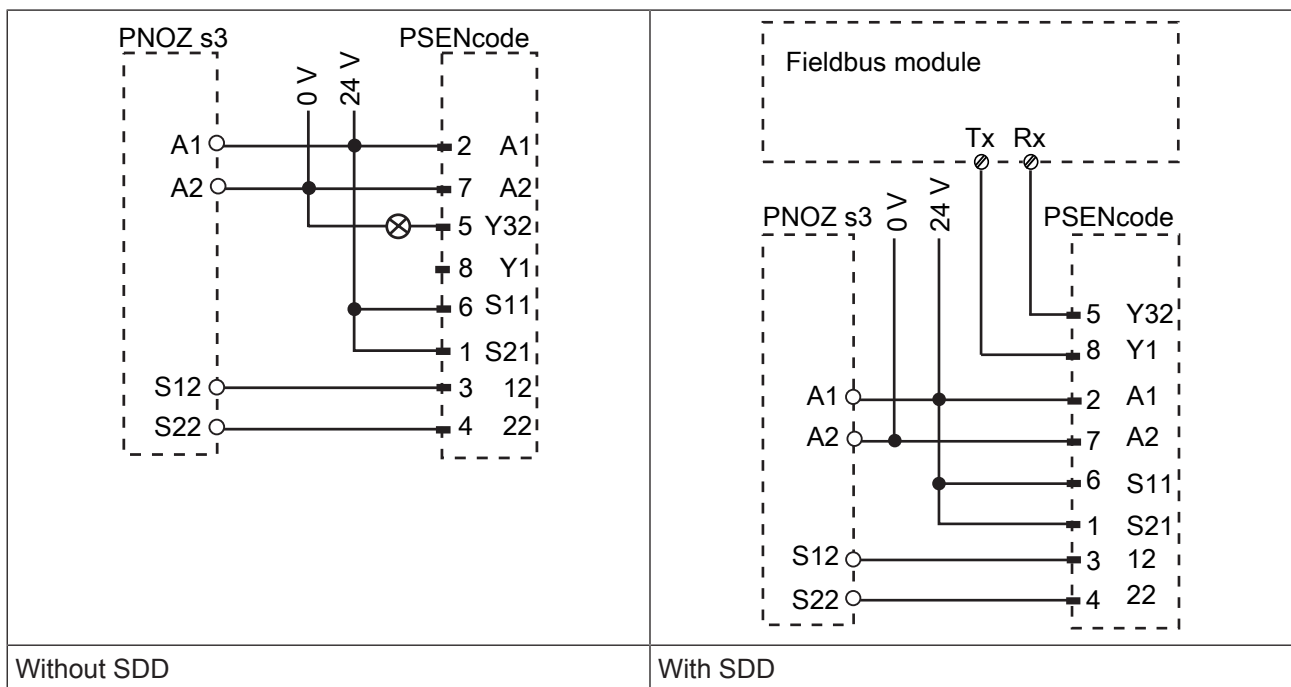 PNOZ s3
PSENcode
0 V
24 V
A1
2 A1
A2
7 A2
5 Y32
8 Y1
6 S11
1 S21
S12
3 12
S22
4 22
Without SDD
Fieldbus module
Tx Rx
PNOZ s3
0 V
24 V
PSENcode
5 Y32
8 Y1
A1
2 A1
A2
7 A2
6 S11
1 S21
S12
3 12
S22
4 22
With SDD